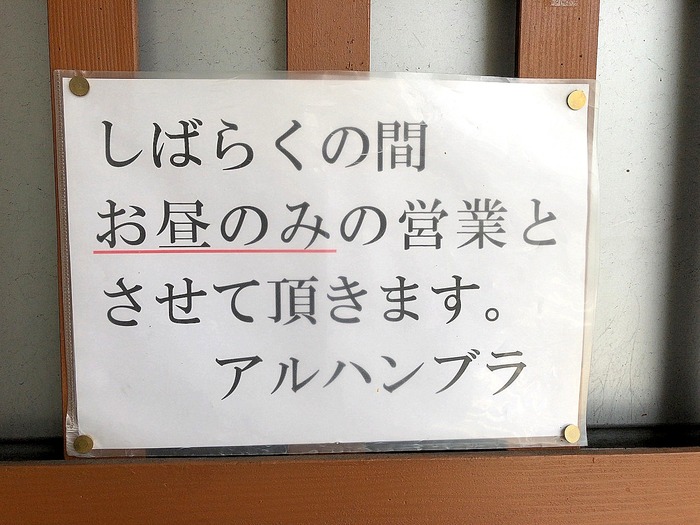 しばらくの間
お昼のみの営業と
させて頂きます。
アルハンブラ